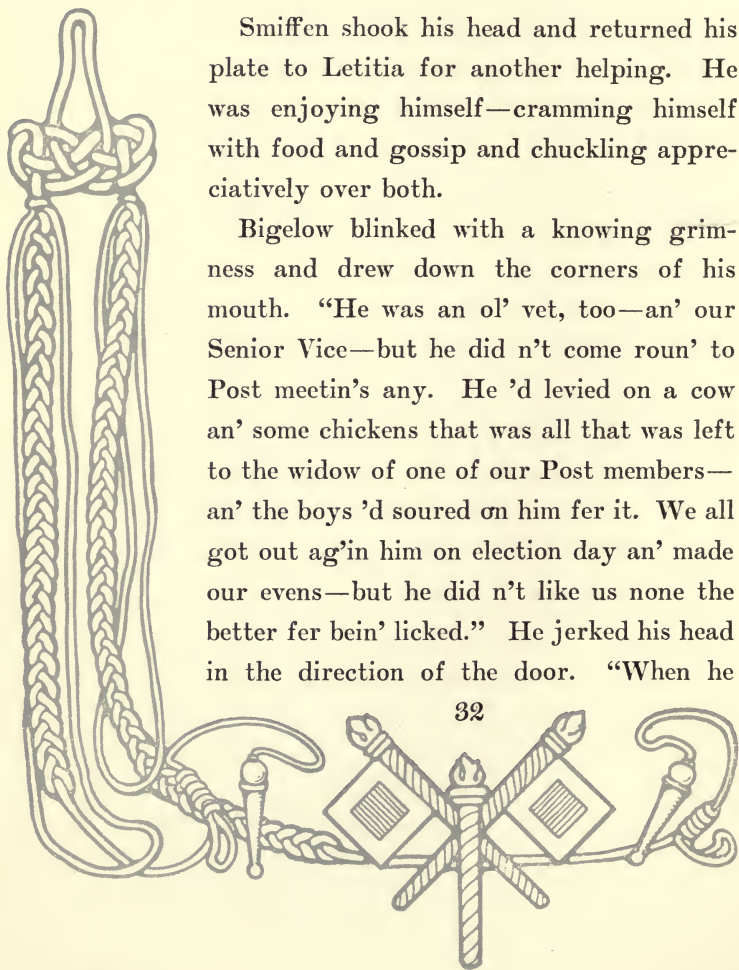 Smiffen shook his head and returned his
plate to Letitia for another helping. He
was enjoying himself—cramming himself
with food and gossip and chuckling appre-
ciatively over both.
Bigelow blinked with a knowing grim-
ness and drew down the corners of his
mouth. “He was an ol’ vet, too—an’ our
Senior Vice—but he did n’t come roun’ to
Post meetin’s any. He ’d levied on a cow
an’ some chickens that was all that was left
to the widow of one of our Post members—
an’ the boys ’d soured on him fer it. We all
got out ag’in him on election day an’ made
our evens—but he did n’t like us none the
better fer bein’ licked.” He jerked his head
in the direction of the door. “When he
32